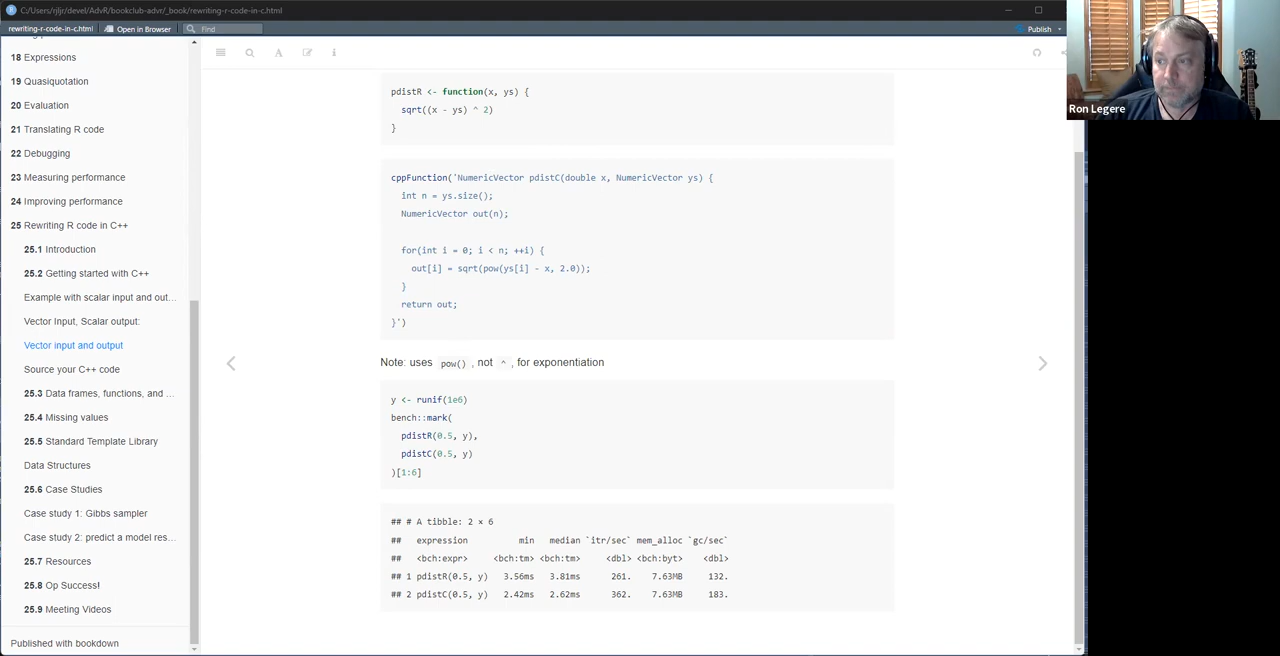 C:/Users/rjljr/devel/AdvR/bookclub-advr/_book/rewriting-r-code-in-c.html
rewriting-r-code-in-c.html
Open in Browser
Find
Publish
18 Expressions
19 Quasiquotation
20 Evaluation
21 Translating R code
22 Debugging
23 Measuring performance
24 Improving performance
25 Rewriting R code in C++
25.1 Introduction
25.2 Getting started with C++
Example with scalar input and out…
Vector Input, Scalar output:
Vector input and output
Source your C++ code
25.3 Data frames, functions, and …
25.4 Missing values
25.5 Standard Template Library
Data Structures
25.6 Case Studies
Case study 1: Gibbs sampler
Case study 2: predict a model res…
25.7 Resources
25.8 Op Success!
25.9 Meeting Videos
Published with bookdown
pdistR <- function(x, ys) {
sqrt((x - ys) ^ 2)
}
cppFunction('NumericVector pdistC(double x, NumericVector ys) {
int n = ys.size();
NumericVector out(n);
for(int i = 0; i < n; ++i) {
out[i] = sqrt(pow(ys[i] - x, 2.0));
}
return out;
}')
Note: uses pow() , not ^ , for exponentiation
y <- runif(1e6)
bench::mark(
pdistR(0.5, y),
pdistC(0.5, y)
)[1:6]
## # A tibble: 2 × 6
##   expression          min   median `itr/sec` mem_alloc `gc/sec`
##   <bch:expr>     <bch:tm> <bch:tm>     <dbl> <bch:byt>    <dbl>
## 1 pdistR(0.5, y)   3.56ms   3.81ms      261.    7.63MB     132.
## 2 pdistC(0.5, y)   2.42ms   2.62ms      362.    7.63MB     183.
Ron Legere